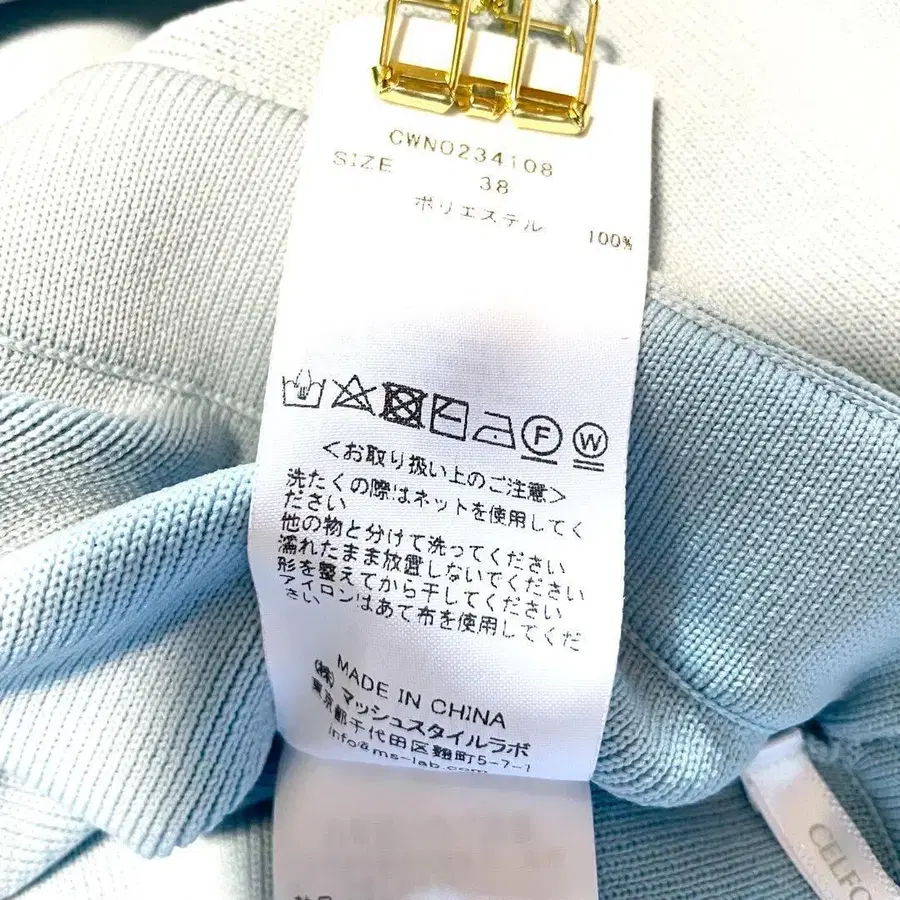 CWNO234108
SIZE 38
ポリエステル 100%
F W
<お取り扱い上のご注意>
洗たくの際はネットを使用してく
ださい
他の物と分けて洗ってください
濡れたまま放置しないでください
形を整えてから干してください
アイロンはあて布を使用してくだ
さい
MADE IN CHINA
(株)マッシュスタイルラボ
東京都千代田区麹町5-7-1
info@ms-lab.com
CELFO